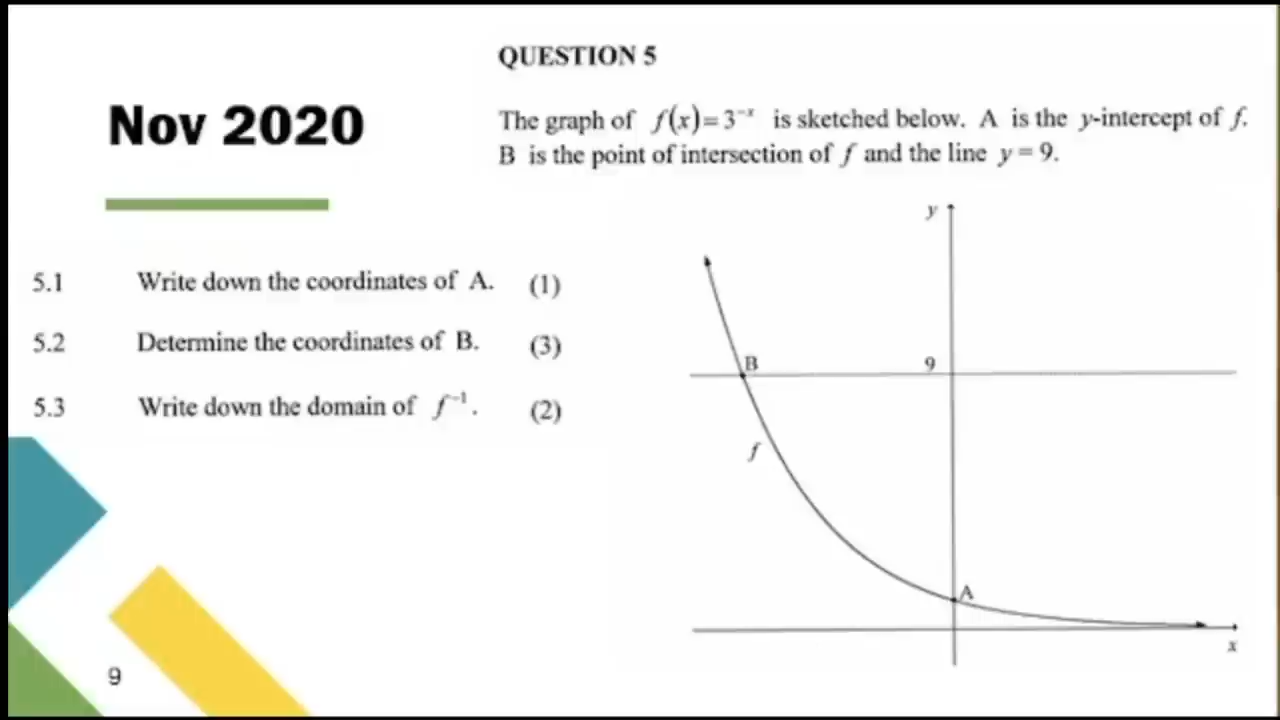 Nov 2020
QUESTION 5
The graph of f(x)=3⁻ˣ is sketched below. A is the y-intercept of f.
B is the point of intersection of f and the line y = 9.
5.1 Write down the coordinates of A. (1)
5.2 Determine the coordinates of B. (3)
5.3 Write down the domain of f⁻¹. (2)
y
B
9
f
A
x
9